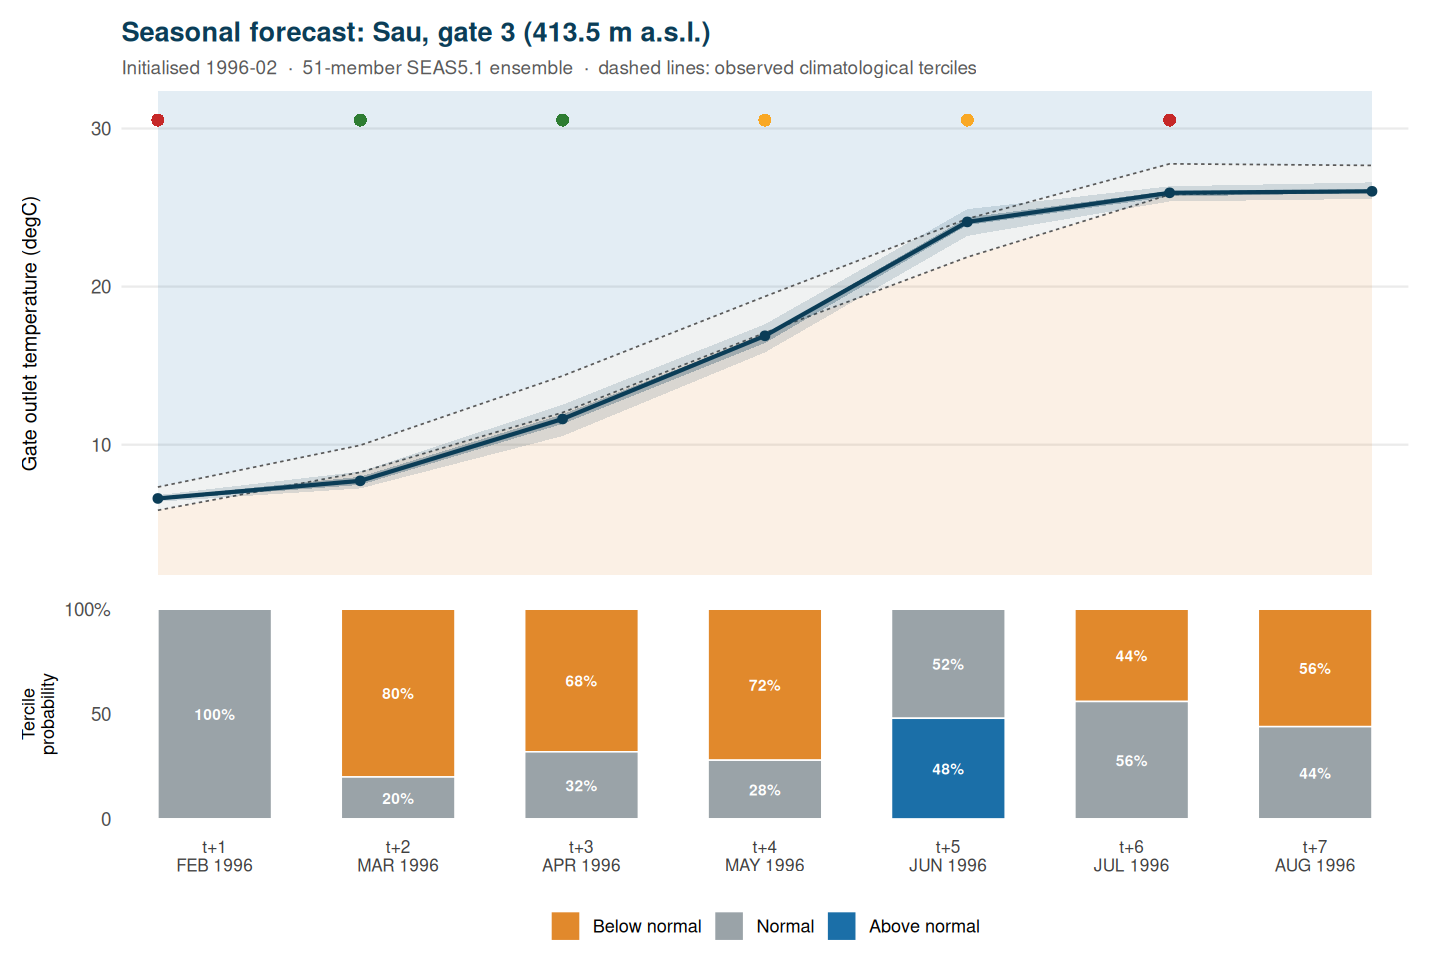 Seasonal forecast: Sau, gate 3 (413.5 m a.s.l.)
Initialised 1996-02 · 51-member SEAS5.1 ensemble · dashed lines: observed climatological terciles
Gate outlet temperature (degC)
30
20
10
Tercile
probability
100%
50
0
100%
80%
20%
68%
32%
72%
28%
52%
48%
44%
56%
56%
44%
t+1
FEB 1996
t+2
MAR 1996
t+3
APR 1996
t+4
MAY 1996
t+5
JUN 1996
t+6
JUL 1996
t+7
AUG 1996
Below normal
Normal
Above normal